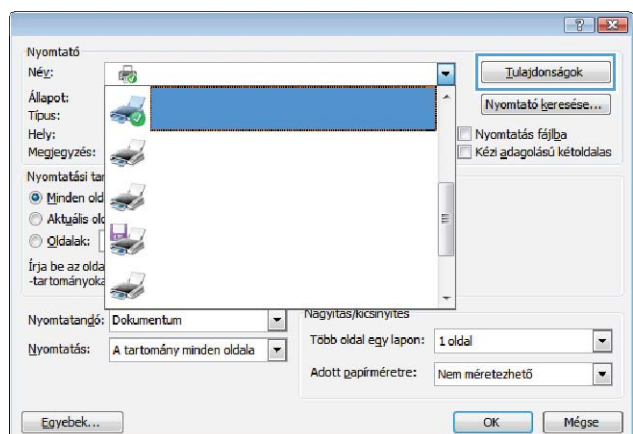 Nyomtató
Név:
Tulajdonságok
Állapot:
Nyomtató keresése...
Típus:
Hely:
Nyomtatás fájlba
Megjegyzés:
Kézi adagolású kétoldalas
Nyomtatási tar
Minden old
Aktuális olc
Oldalak:
Írja be az olda
-tartományoka
Nagyítás/kicsinyítés
Nyomtatandó: Dokumentum
Több oldal egy lapon: 1 oldal
Nyomtatás: A tartomány minden oldala
Adott papírméretre: Nem méretezhető
Egyebek...
OK
Mégse